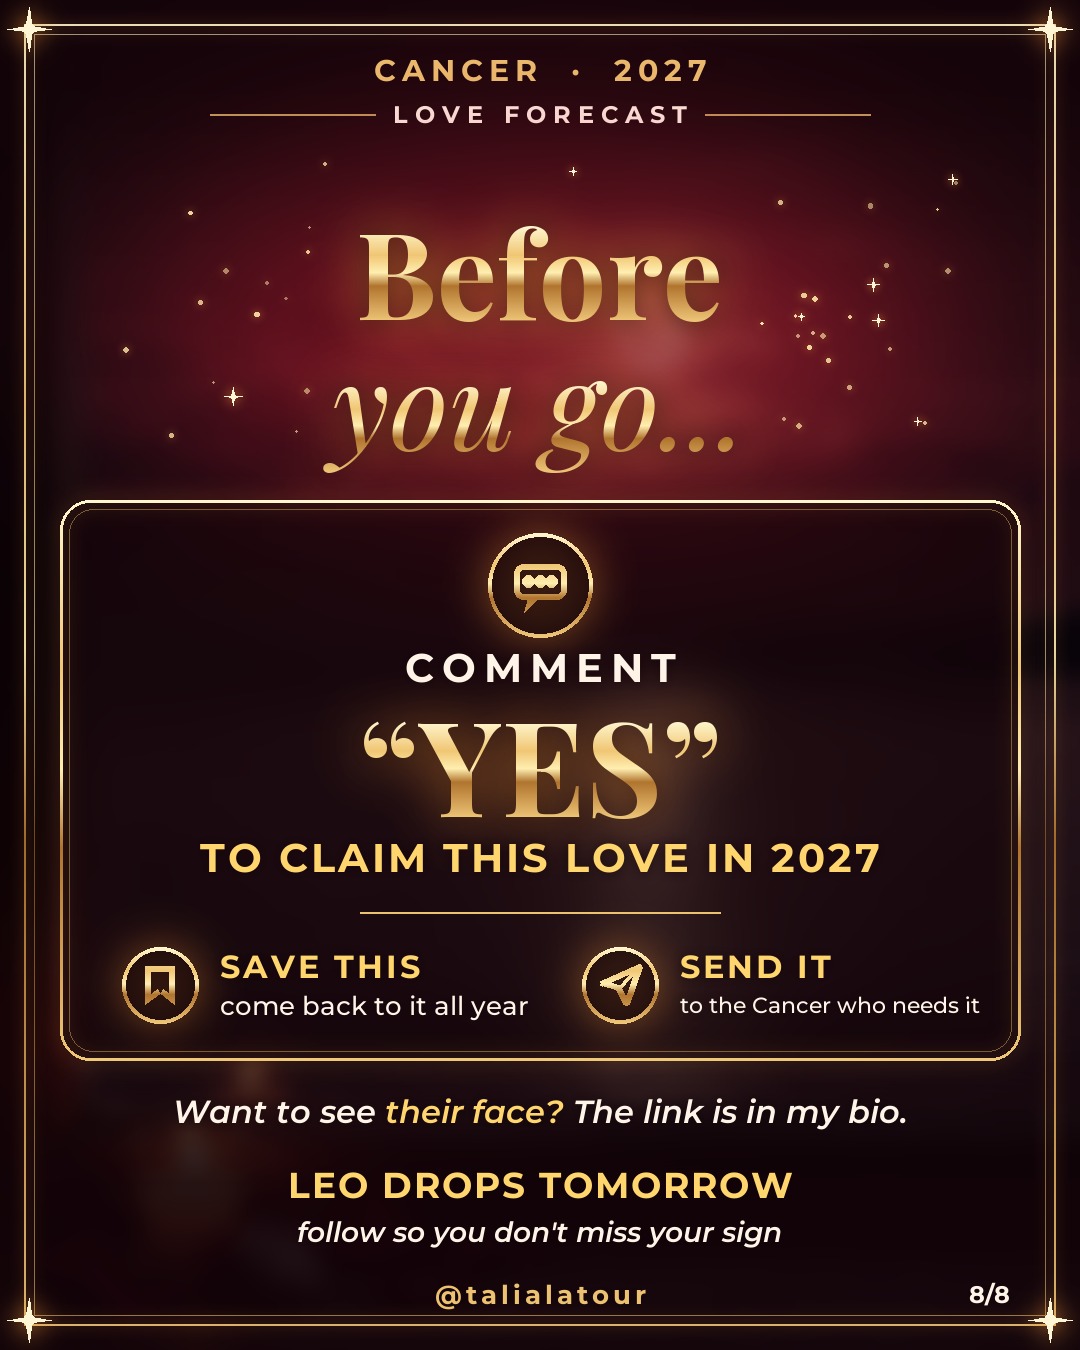 CANCER · 2027
LOVE FORECAST
Before
you go...
COMMENT
“YES”
TO CLAIM THIS LOVE IN 2027
SAVE THIS
come back to it all year
SEND IT
to the Cancer who needs it
Want to see their face? The link is in my bio.
LEO DROPS TOMORROW
follow so you don't miss your sign
@talialatour
8/8